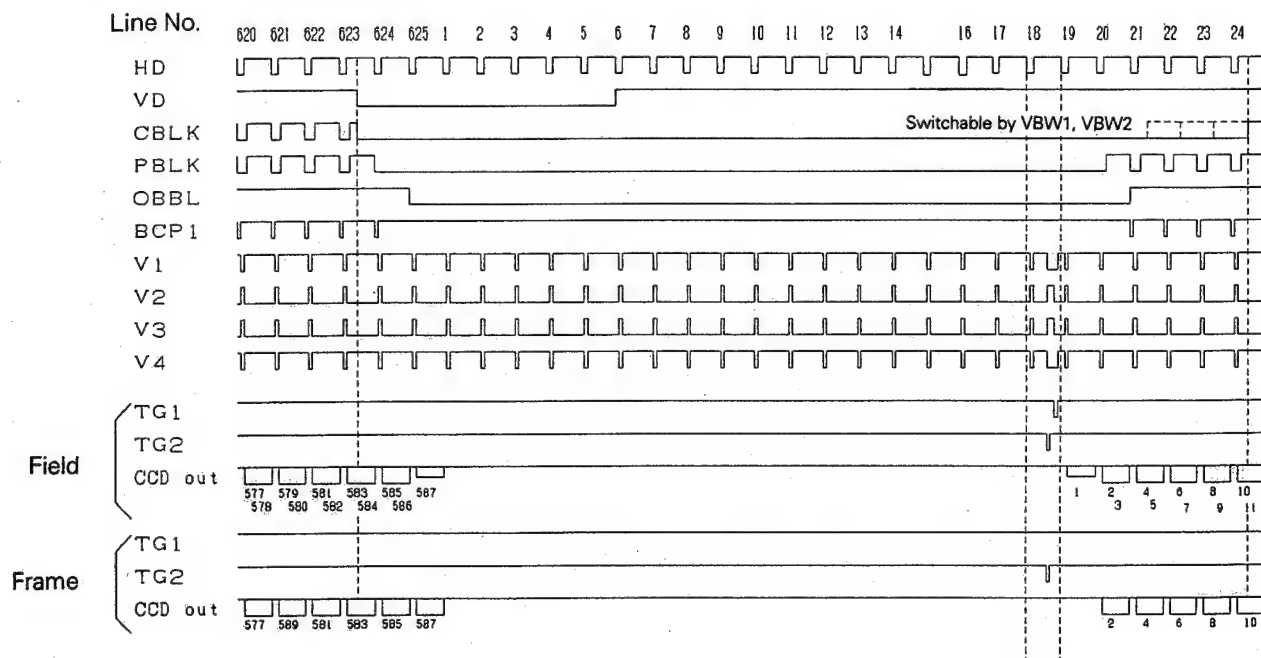 Line No. 620 621 622 623 624 625 1 2 3 4 5 6 7 8 9 10 11 12 13 14 16 17 18 19 20 21 22 23 24
HD
VD
CBLK Switchable by VBW1, VBW2
PBLK
OBBL
BCP1
V1
V2
V3
V4
TG1
TG2
Field
CCD out
577 579 581 583 585 587 1 2 4 6 8 10
578 580 582 584 586 3 5 7 9 11
TG1
Frame TG2
CCD out
577 589 581 583 585 587 2 4 6 8 10